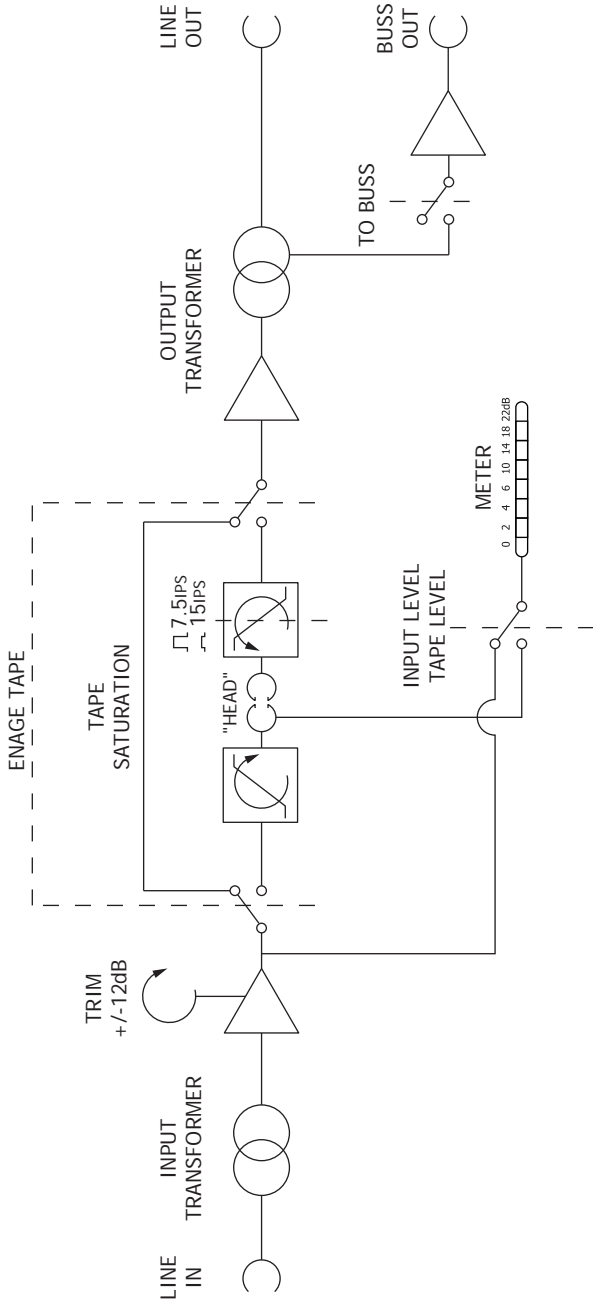 LINE
IN
INPUT
TRANSFORMER
TRIM
+/-12dB
ENAGE TAPE
TAPE
SATURATION
"HEAD"
7.5IPS
15IPS
INPUT LEVEL
TAPE LEVEL
METER
0 2 4 6 10 14 18 22dB
OUTPUT
TRANSFORMER
TO BUSS
LINE
OUT
BUSS
OUT